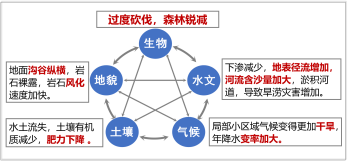 过度砍伐，森林锐减
生物
地面沟谷纵横，岩
石裸露，岩石风化
速度加快。
地貌
水文
下渗减少，地表径流增加，
河流含沙量加大，淤积河
道，导致旱涝灾害增加。
水土流失，土壤有机
质减少，肥力下降 。
土壤
气候
局部小区域气候变得更加干旱，
年降水变率加大。